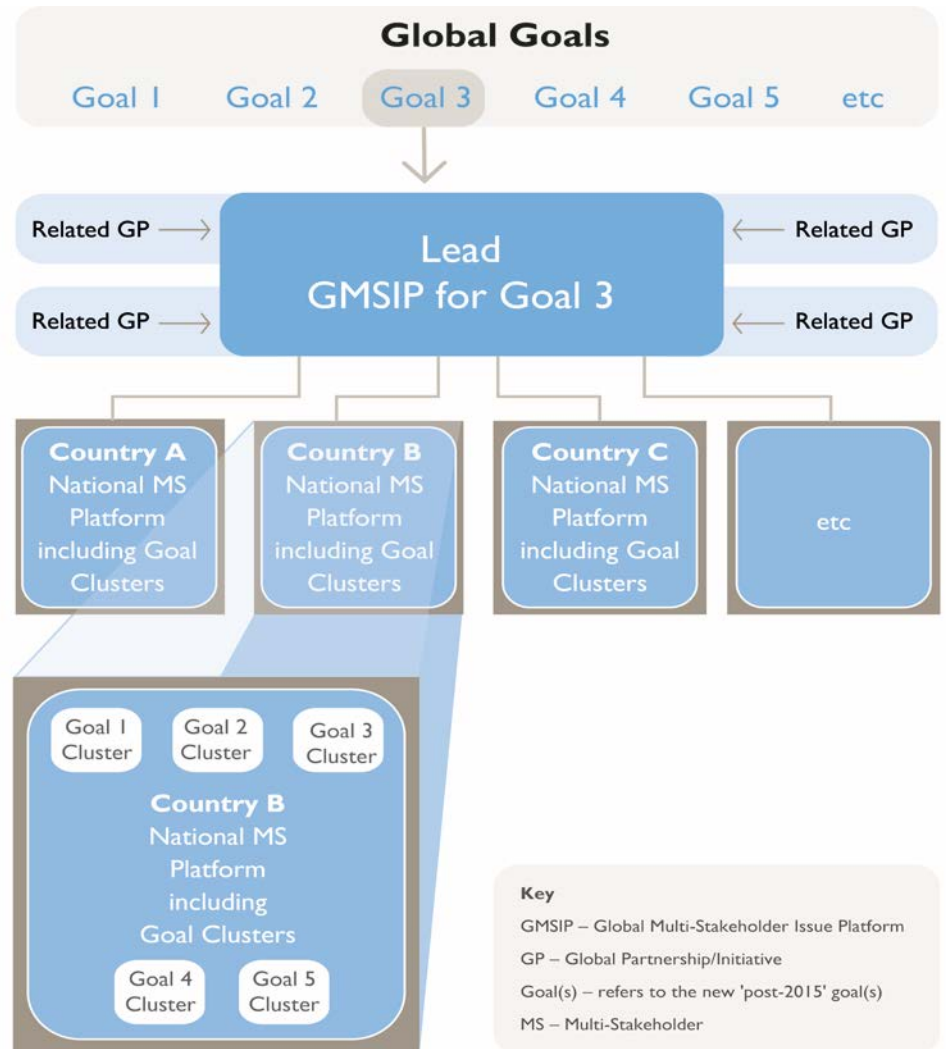 Global Goals
Goal 1 Goal 2 Goal 3 Goal 4 Goal 5 etc
Related GP
Related GP
Lead
GMSIP for Goal 3
Related GP
Related GP
Country A
National MS
Platform
including Goal
Clusters
Country B
National MS
Platform
including Goal
Clusters
Country C
National MS
Platform
including Goal
Clusters
etc
Goal 1
Cluster
Goal 2
Cluster
Goal 3
Cluster
Country B
National MS
Platform
including
Goal Clusters
Goal 4
Cluster
Goal 5
Cluster
Key
GMSIP – Global Multi-Stakeholder Issue Platform
GP – Global Partnership/Initiative
Goal(s) – refers to the new 'post-2015' goal(s)
MS – Multi-Stakeholder